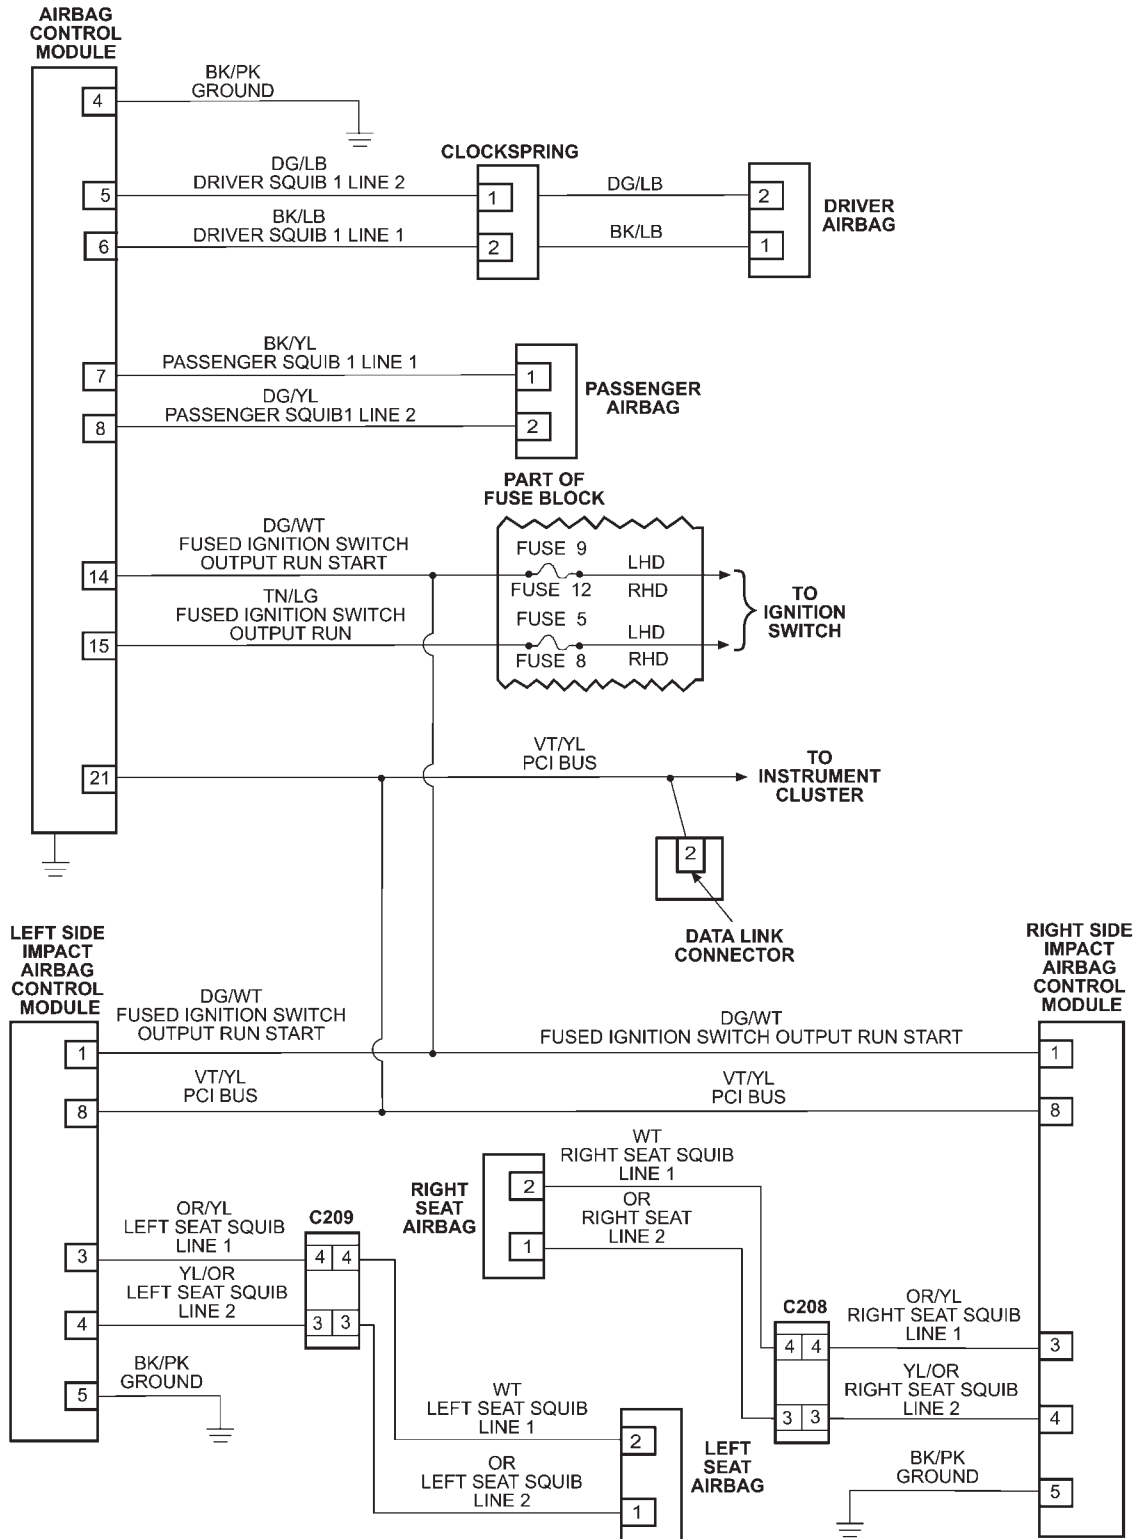 AIRBAG
CONTROL
MODULE
BK/PK
GROUND
4
CLOCKSPRING
DG/LB
DRIVER SQUIB 1 LINE 2
5
1
DG/LB
2
DRIVER
AIRBAG
BK/LB
DRIVER SQUIB 1 LINE 1
6
2
BK/LB
1
BK/YL
PASSENGER SQUIB 1 LINE 1
7
1
PASSENGER
AIRBAG
DG/YL
PASSENGER SQUIB1 LINE 2
8
2
PART OF
FUSE BLOCK
DG/WT
FUSED IGNITION SWITCH
OUTPUT RUN START
14
FUSE 9
LHD
FUSE 12
RHD
TN/LG
FUSED IGNITION SWITCH
OUTPUT RUN
15
FUSE 5
LHD
FUSE 8
RHD
TO
IGNITION
SWITCH
21
VT/YL
PCI BUS
TO
INSTRUMENT
CLUSTER
2
DATA LINK
CONNECTOR
LEFT SIDE
IMPACT
AIRBAG
CONTROL
MODULE
RIGHT SIDE
IMPACT
AIRBAG
CONTROL
MODULE
DG/WT
FUSED IGNITION SWITCH
OUTPUT RUN START
1
DG/WT
FUSED IGNITION SWITCH OUTPUT RUN START
1
VT/YL
PCI BUS
8
VT/YL
PCI BUS
8
RIGHT
SEAT
AIRBAG
WT
RIGHT SEAT SQUIB
LINE 1
2
OR
RIGHT SEAT
LINE 2
1
OR/YL
LEFT SEAT SQUIB
LINE 1
3
C209
4 4
YL/OR
LEFT SEAT SQUIB
LINE 2
4
3 3
BK/PK
GROUND
5
C208
OR/YL
RIGHT SEAT SQUIB
LINE 1
4 4
3
YL/OR
RIGHT SEAT SQUIB
LINE 2
3 3
4
WT
LEFT SEAT SQUIB
LINE 1
2
LEFT
SEAT
AIRBAG
OR
LEFT SEAT SQUIB
LINE 2
1
BK/PK
GROUND
5